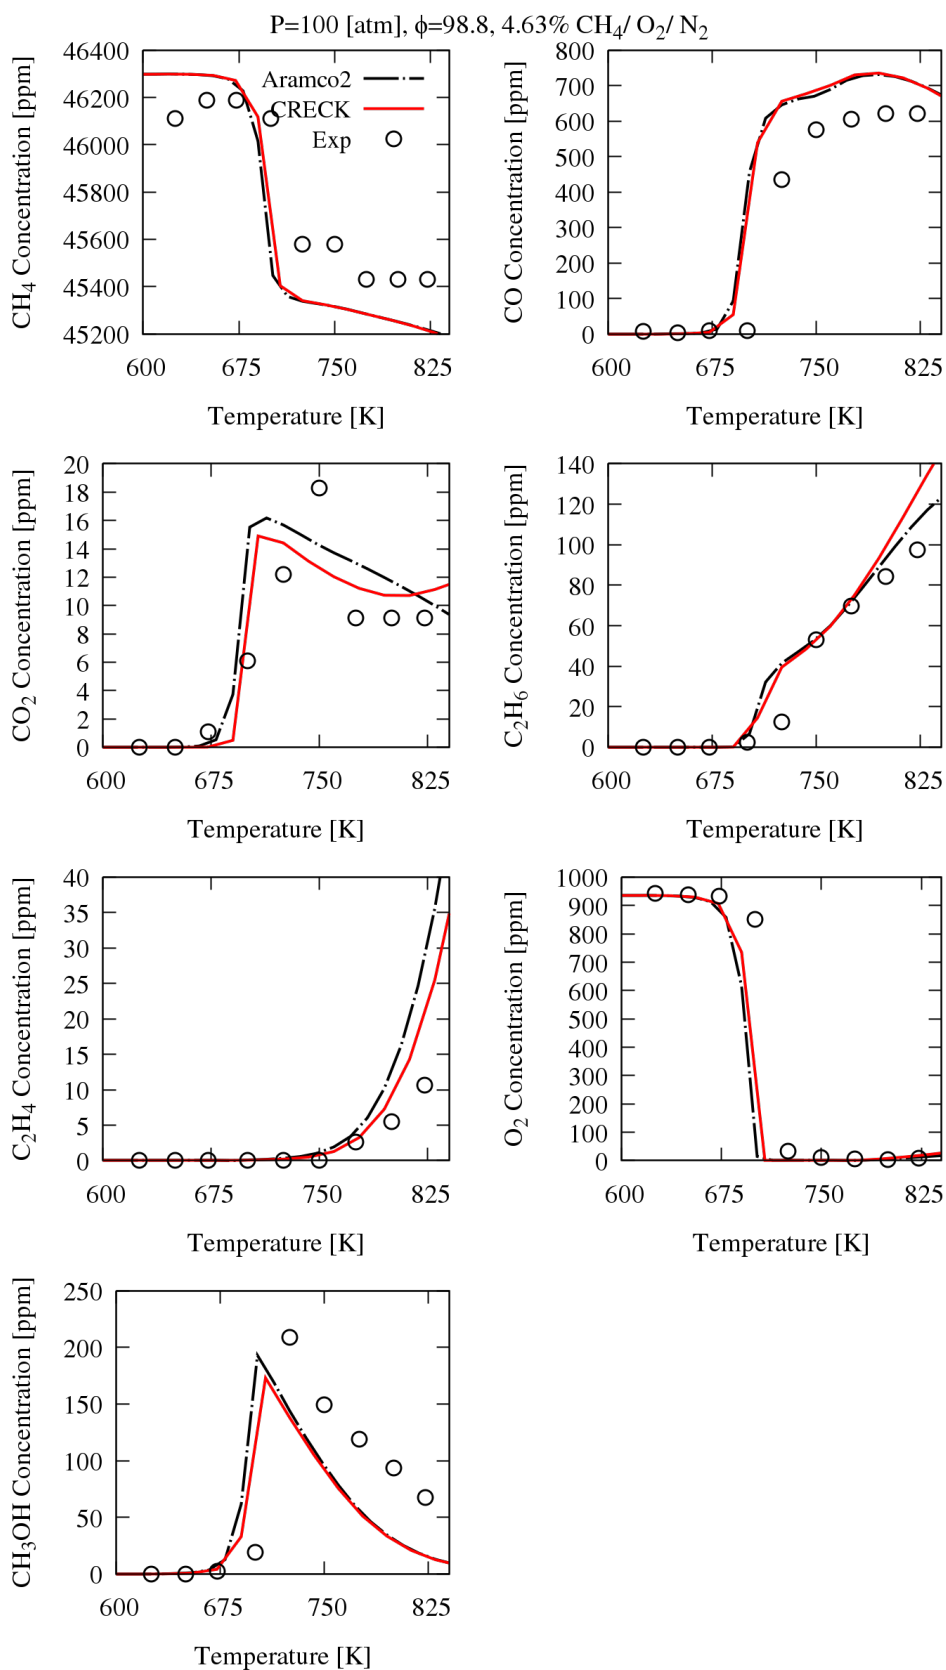 P=100 [atm], ϕ=98.8, 4.63% CH₄/ O₂/ N₂
CH₄ Concentration [ppm]
46400
46200
46000
45800
45600
45400
45200
600 675 750 825
Temperature [K]
Aramco2
CRECK
Exp
CO Concentration [ppm]
800
700
600
500
400
300
200
100
0
600 675 750 825
Temperature [K]
CO₂ Concentration [ppm]
20
18
16
14
12
10
8
6
4
2
0
600 675 750 825
Temperature [K]
C₂H₆ Concentration [ppm]
140
120
100
80
60
40
20
0
600 675 750 825
Temperature [K]
C₂H₄ Concentration [ppm]
40
35
30
25
20
15
10
5
0
600 675 750 825
Temperature [K]
O₂ Concentration [ppm]
1000
900
800
700
600
500
400
300
200
100
0
600 675 750 825
Temperature [K]
CH₃OH Concentration [ppm]
250
200
150
100
50
0
600 675 750 825
Temperature [K]